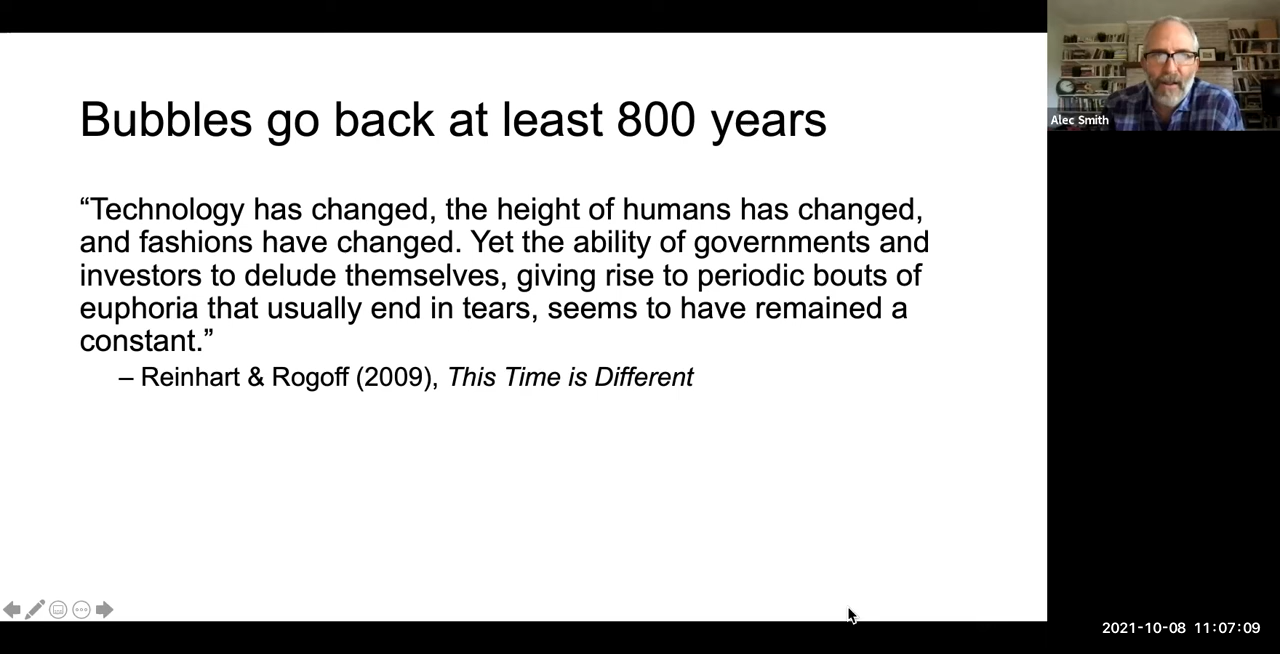 Bubbles go back at least 800 years
“Technology has changed, the height of humans has changed,
and fashions have changed. Yet the ability of governments and
investors to delude themselves, giving rise to periodic bouts of
euphoria that usually end in tears, seems to have remained a
constant.”
– Reinhart & Rogoff (2009), This Time is Different
Alec Smith
2021-10-08 11:07:09